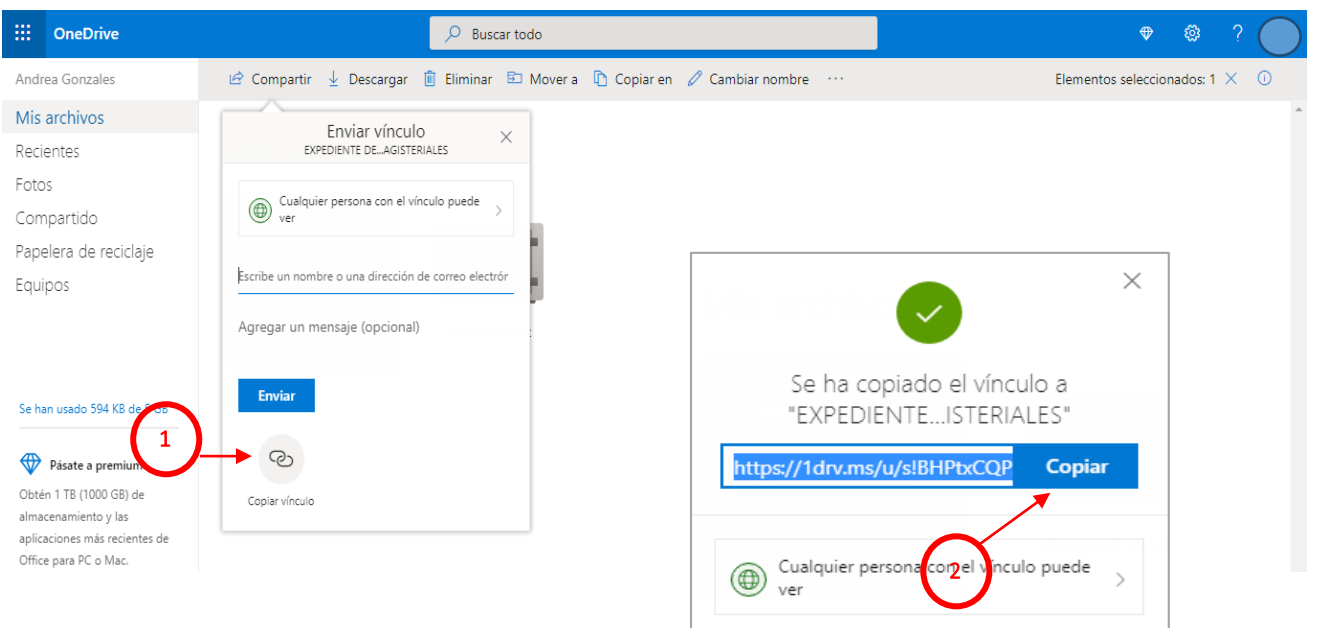 OneDrive
Buscar todo
?
Andrea Gonzales
Compartir Descargar Eliminar Mover a Copiar en Cambiar nombre ···
Elementos seleccionados: 1
Mis archivos
Recientes
Fotos
Compartido
Papelera de reciclaje
Equipos
Se han usado 594 KB de 5 GB
Pásate a premium
Obtén 1 TB (1000 GB) de
almacenamiento y las
aplicaciones más recientes de
Office para PC o Mac.
Enviar vínculo
EXPEDIENTE DE...AGISTERIALES
Cualquier persona con el vínculo puede
ver
Escribe un nombre o una dirección de correo electrór
Agregar un mensaje (opcional)
Enviar
1
Copiar vínculo
Se ha copiado el vínculo a
"EXPEDIENTE...ISTERIALES"
https://1drv.ms/u/s!BHPtxCQP
Copiar
2
Cualquier persona con el vínculo puede
ver